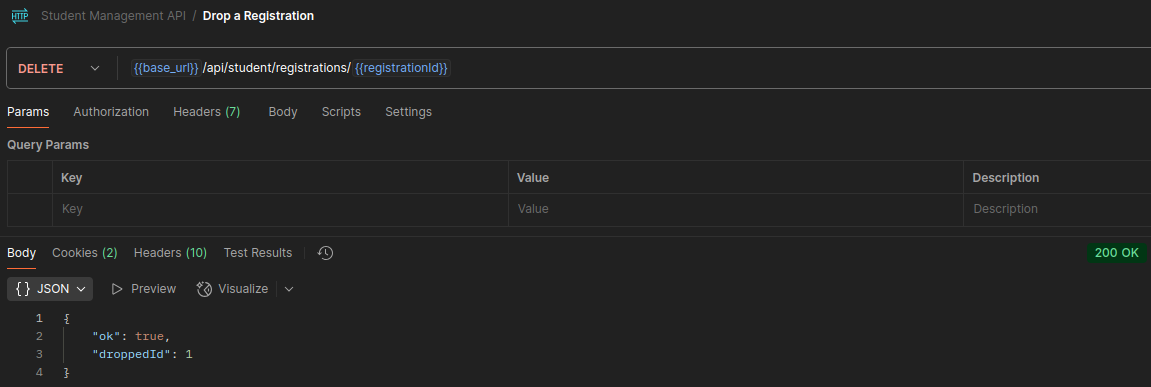 HTTP Student Management API / Drop a Registration
DELETE {{base_url}} /api/student/registrations/ {{registrationId}}
Params Authorization Headers (7) Body Scripts Settings
Query Params
Key Value Description
Key Value Description
Body Cookies (2) Headers (10) Test Results 200 OK
{ } JSON Preview Visualize
1 {
2 "ok": true,
3 "droppedId": 1
4 }